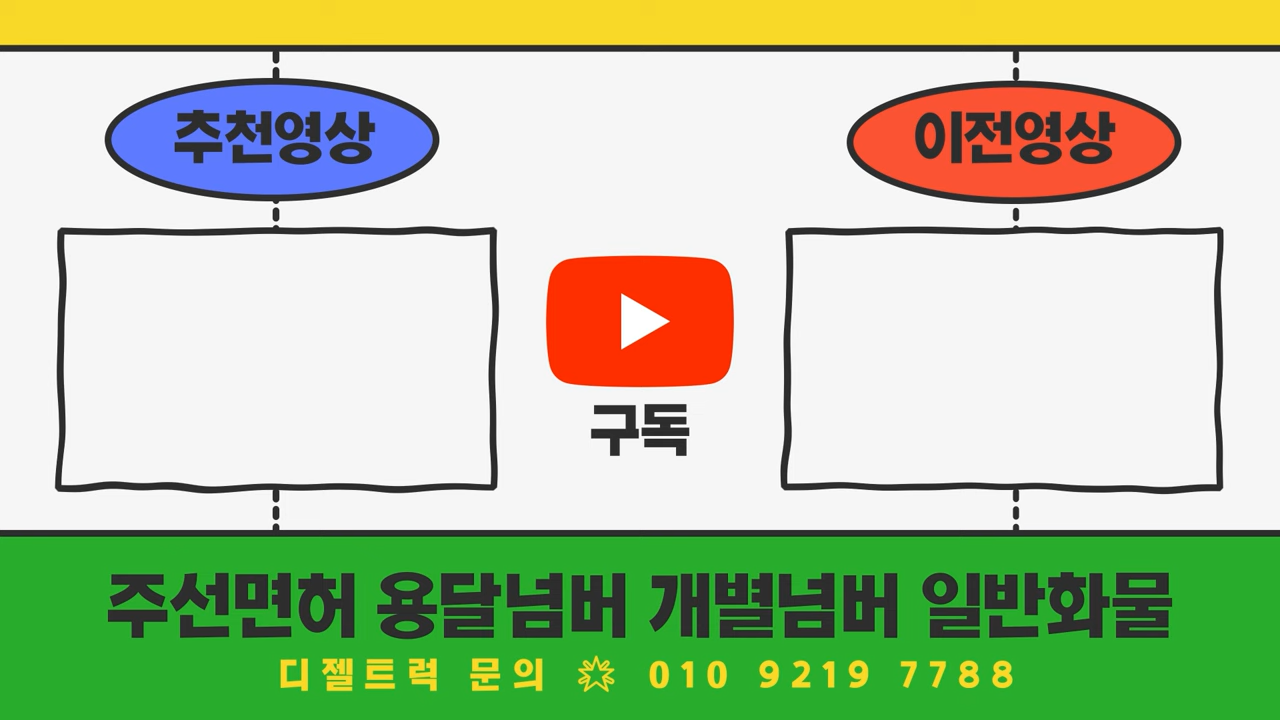 추천영상
이전영상
구독
주선면허 용달넘버 개별넘버 일반화물
디젤트럭 문의 010 9219 7788